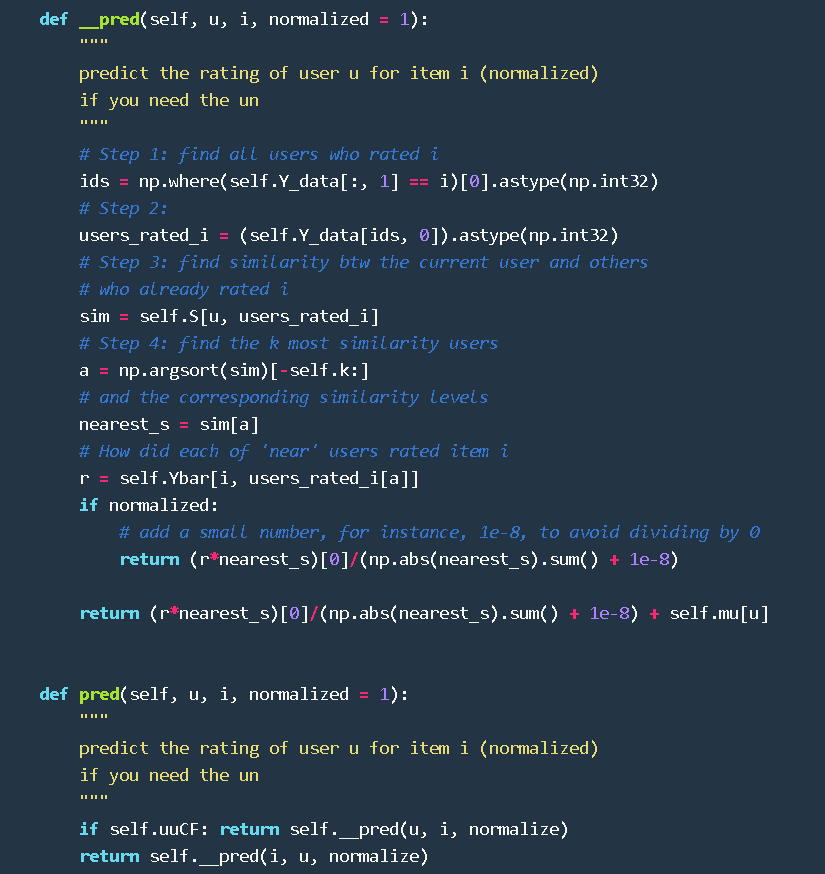 def __pred(self, u, i, normalized = 1):
    """
    predict the rating of user u for item i (normalized)
    if you need the un
    """
    # Step 1: find all users who rated i
    ids = np.where(self.Y_data[:, 1] == i)[0].astype(np.int32)
    # Step 2:
    users_rated_i = (self.Y_data[ids, 0]).astype(np.int32)
    # Step 3: find similarity btw the current user and others
    # who already rated i
    sim = self.S[u, users_rated_i]
    # Step 4: find the k most similarity users
    a = np.argsort(sim)[-self.k:]
    # and the corresponding similarity levels
    nearest_s = sim[a]
    # How did each of 'near' users rated item i
    r = self.Ybar[i, users_rated_i[a]]
    if normalized:
        # add a small number, for instance, 1e-8, to avoid dividing by 0
        return (r*nearest_s)[0]/(np.abs(nearest_s).sum() + 1e-8)

    return (r*nearest_s)[0]/(np.abs(nearest_s).sum() + 1e-8) + self.mu[u]


def pred(self, u, i, normalized = 1):
    """
    predict the rating of user u for item i (normalized)
    if you need the un
    """
    if self.uuCF: return self.__pred(u, i, normalize)
    return self.__pred(i, u, normalize)